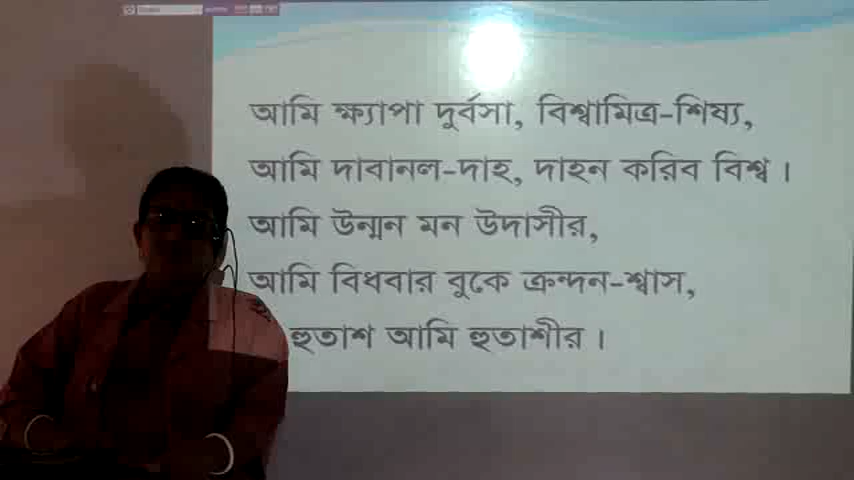 আমি ক্ষ্যাপা দুর্বসা, বিশ্বামিত্র-শিষ্য,
আমি দাবানল-দাহ, দাহন করিব বিশ্ব।
আমি উন্মন মন উদাসীর,
আমি বিধবার বুকে ক্রন্দন-শ্বাস,
হুতাশ আমি হুতাশীর।